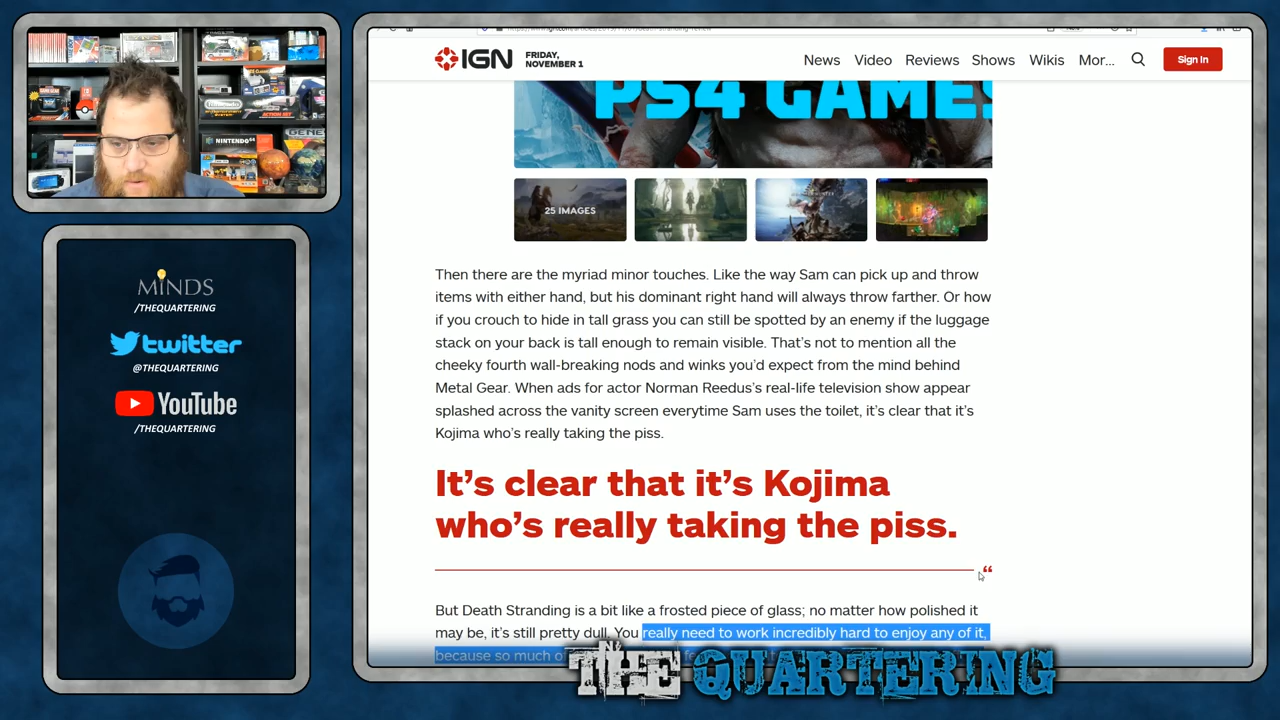 MINDS
/THEQUARTERING
twitter
@THEQUARTERING
YouTube
/THEQUARTERING
NINTENDO 64
IGN
FRIDAY,
NOVEMBER 1
News Video Reviews Shows Wikis Mor...
Sign In
PS4 GAMES
25 IMAGES
Then there are the myriad minor touches. Like the way Sam can pick up and throw
items with either hand, but his dominant right hand will always throw farther. Or how
if you crouch to hide in tall grass you can still be spotted by an enemy if the luggage
stack on your back is tall enough to remain visible. That’s not to mention all the
cheeky fourth wall-breaking nods and winks you’d expect from the mind behind
Metal Gear. When ads for actor Norman Reedus’s real-life television show appear
splashed across the vanity screen everytime Sam uses the toilet, it’s clear that it’s
Kojima who’s really taking the piss.
It’s clear that it’s Kojima
who’s really taking the piss.
“
But Death Stranding is a bit like a frosted piece of glass; no matter how polished it
may be, it’s still pretty dull. You really need to work incredibly hard to enjoy any of it,
because so much o
THE QUARTERING